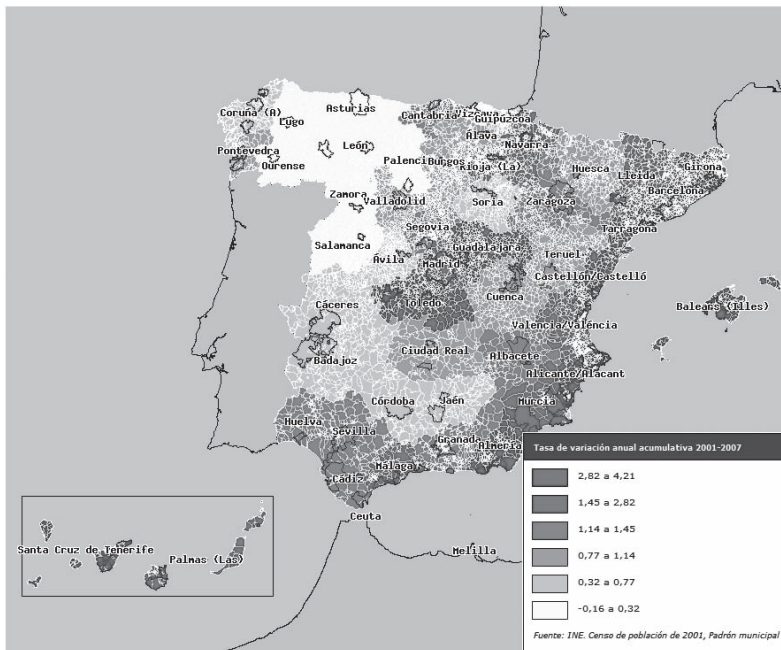 Asturias
Coruña (A)
Lugo
Cantabria
Vizcaya
Guipúzcoa
Álava
Navarra
León
Pontevedra
Ourense
Palencia
Burgos
Rioja (La)
Huesca
Lleida
Girona
Barcelona
Zamora
Valladolid
Soria
Zaragoza
Tarragona
Segovia
Salamanca
Guadalajara
Teruel
Ávila
Madrid
Castellón/Castelló
Cáceres
Toledo
Cuenca
Balears (Illes)
Valencia/València
Ciudad Real
Albacete
Badajoz
Alicante/Alacant
Córdoba
Jaén
Murcia
Huelva
Sevilla
Granada
Almería
Málaga
Cádiz
Ceuta
Melilla
Santa Cruz de Tenerife
Palmas (Las)
Tasa de variación anual acumulativa 2001-2007
2,82 a 4,21
1,45 a 2,82
1,14 a 1,45
0,77 a 1,14
0,32 a 0,77
-0,16 a 0,32
Fuente: INE. Censo de población de 2001, Padrón municipal